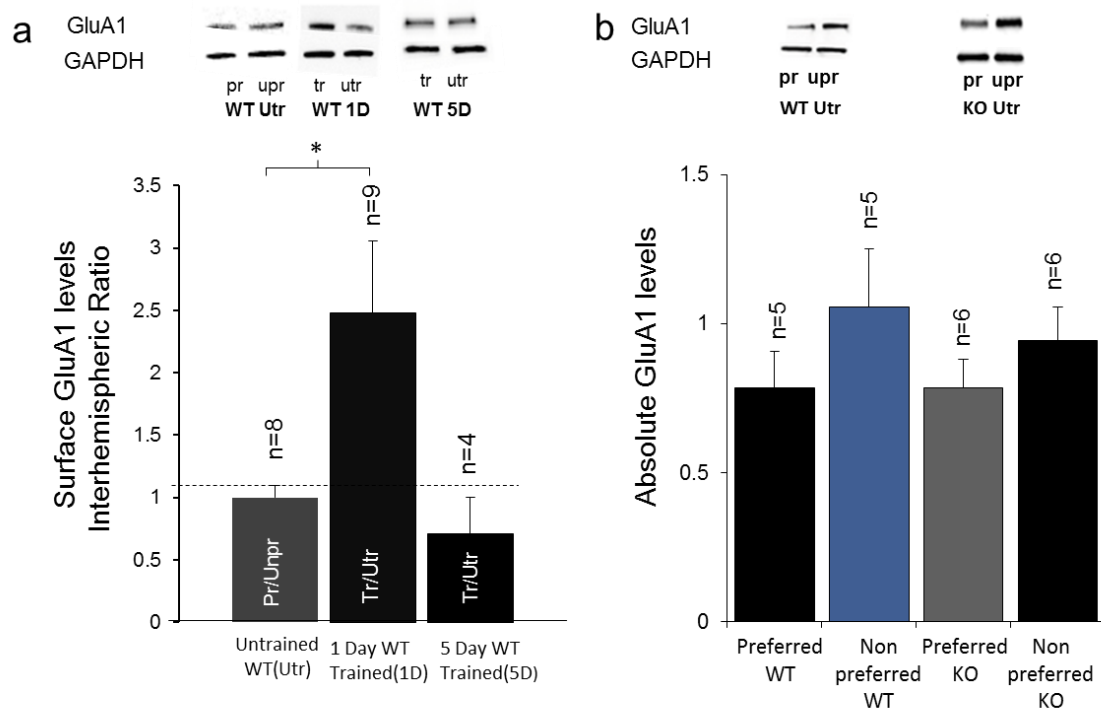 a
GluA1
GAPDH
pr upr tr utr tr utr
WT Utr WT 1D WT 5D
*
Surface GluA1 levels
Interhemispheric Ratio
3.5
3
2.5
2
1.5
1
0.5
0
n=8
n=9
n=4
Pr/Unpr
Tr/Utr
Tr/Utr
Untrained
WT(Utr)
1 Day WT
Trained(1D)
5 Day WT
Trained(5D)
b
GluA1
GAPDH
pr upr pr upr
WT Utr KO Utr
Absolute GluA1 levels
1.5
1
0.5
0
n=5
n=5
n=6
n=6
Preferred
WT
Non
preferred
WT
Preferred
KO
Non
preferred
KO